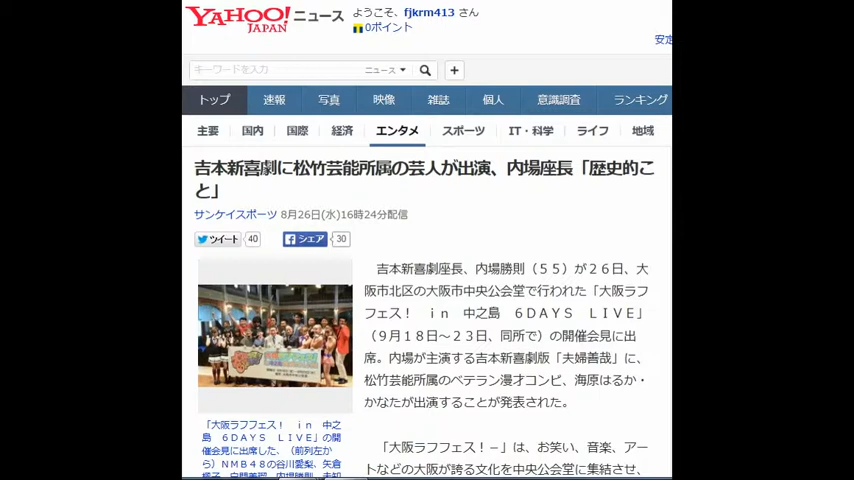 YAHOO! ニュース
JAPAN
ようこそ、fjkrm413 さん
0ポイント
安定
キーワードを入力
ニュース
トップ 速報 写真 映像 雑誌 個人 意識調査 ランキング
主要 国内 国際 経済 エンタメ スポーツ IT・科学 ライフ 地域
吉本新喜劇に松竹芸能所属の芸人が出演、内場座長「歴史的こ
と」
サンケイスポーツ 8月26日(水)16時24分配信
ツイート 40 シェア 30
吉本新喜劇座長、内場勝則（５５）が２６日、大
阪市北区の大阪市中央公会堂で行われた「大阪ラフ
フェス！　ｉｎ　中之島　６ＤＡＹＳ　ＬＩＶＥ」
（９月１８日～２３日、同所で）の開催会見に出
席。内場が主演する吉本新喜劇版「夫婦善哉」に、
松竹芸能所属のベテラン漫才コンビ、海原はるか・
かなたが出演することが発表された。
「大阪ラフフェス！－」は、お笑い、音楽、アー
トなどの大阪が誇る文化を中央公会堂に集結させ、
「大阪ラフフェス！　ｉｎ　中之
島　６ＤＡＹＳ　ＬＩＶＥ」の開
催会見に出席した、（前列左か
ら）ＮＭＢ４８の谷川愛梨、矢倉